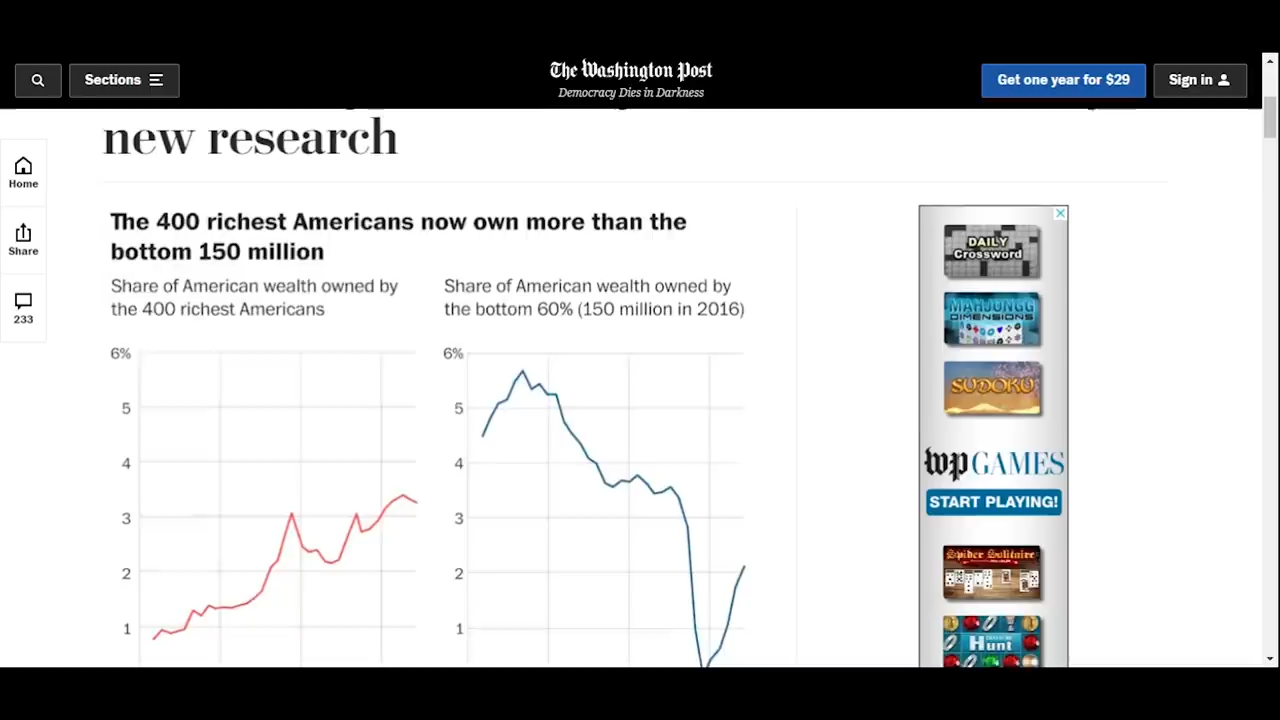 Sections
The Washington Post
Democracy Dies in Darkness
Get one year for $29
Sign in
new research
Home
Share
233
The 400 richest Americans now own more than the
bottom 150 million
Share of American wealth owned by
the 400 richest Americans
6%
5
4
3
2
1
Share of American wealth owned by
the bottom 60% (150 million in 2016)
6%
5
4
3
2
1
DAILY
Crossword
MAHJONGG
DIMENSIONS
SUDOKU
wp GAMES
START PLAYING!
Spider Solitaire
Hunt